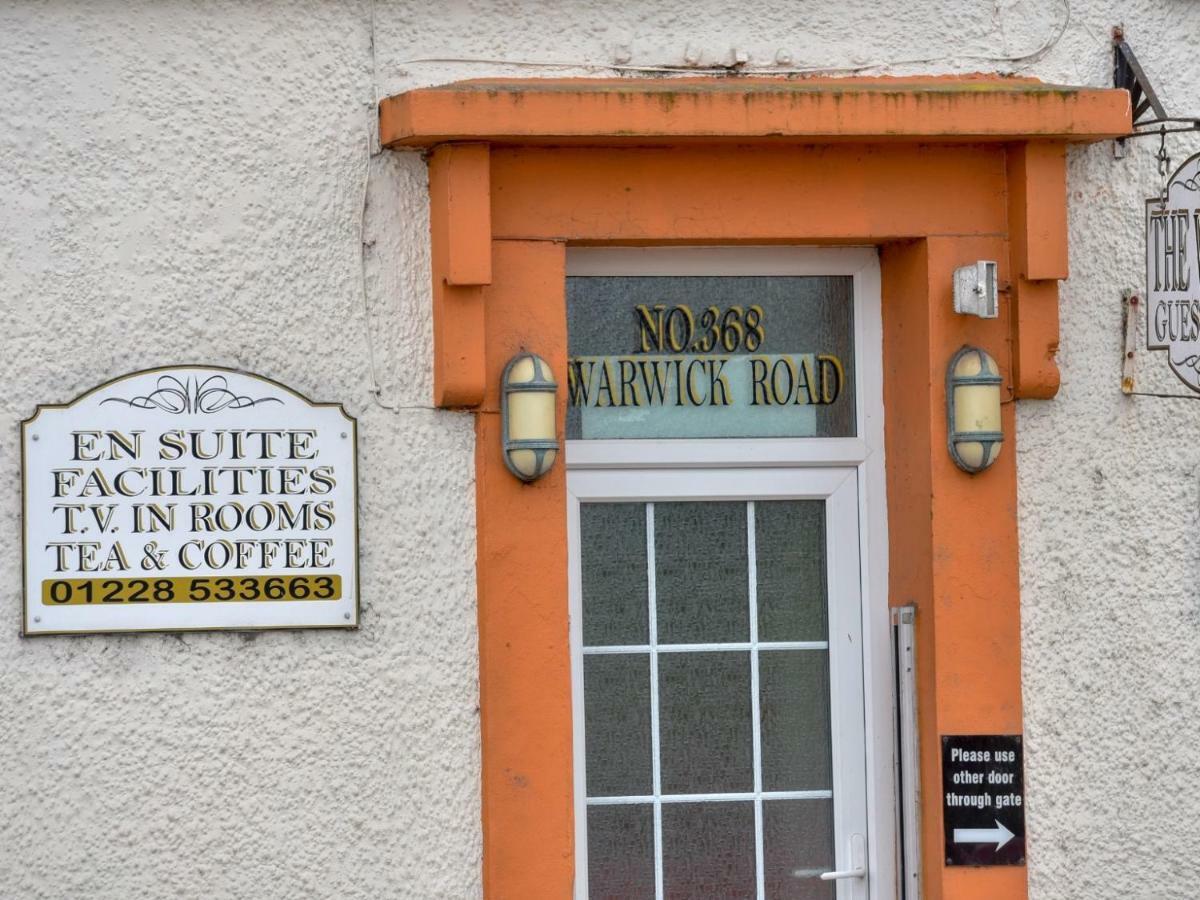 EN SUITE
FACILITIES
T.V. IN ROOMS
TEA & COFFEE
01228 533663
NO.368
WARWICK ROAD
THE
Please use
other door
through gate